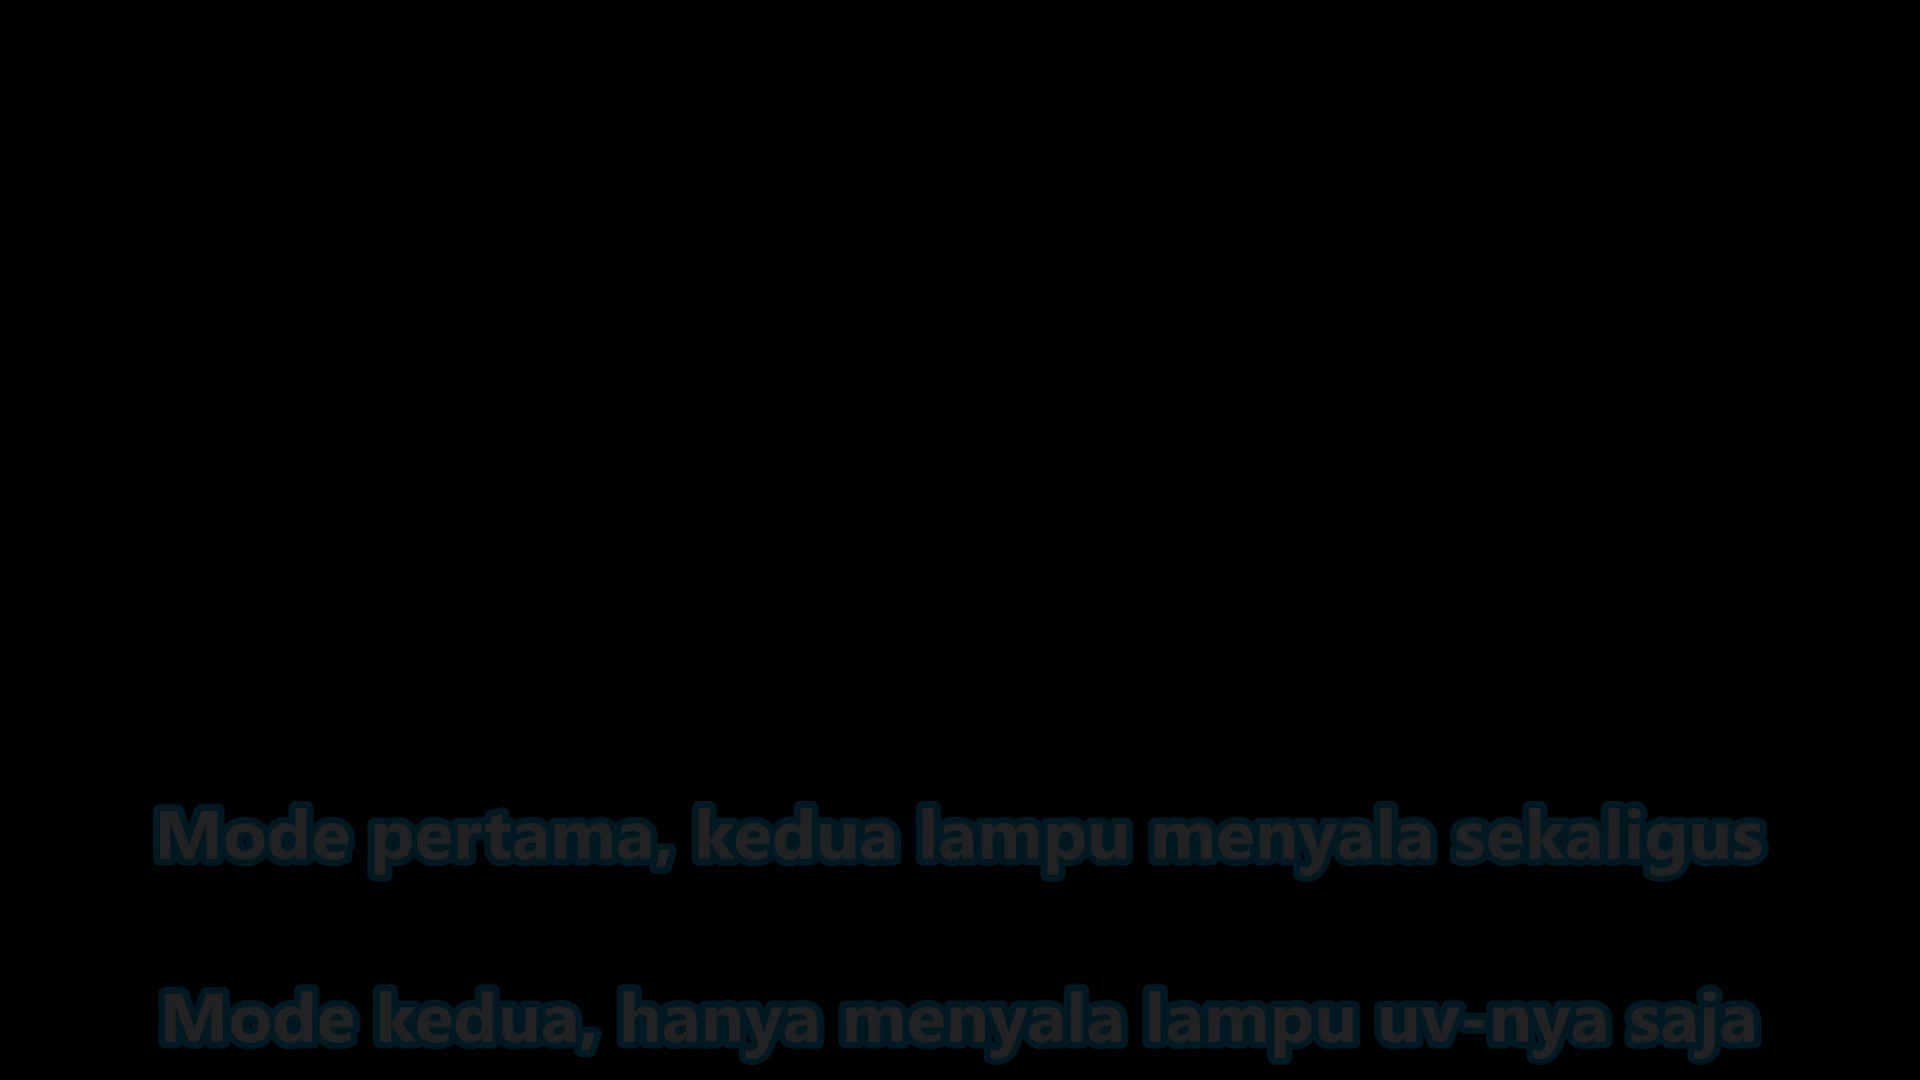 Mode pertama, kedua lampu menyala sekaligus
Mode kedua, hanya menyala lampu uv-nya saja